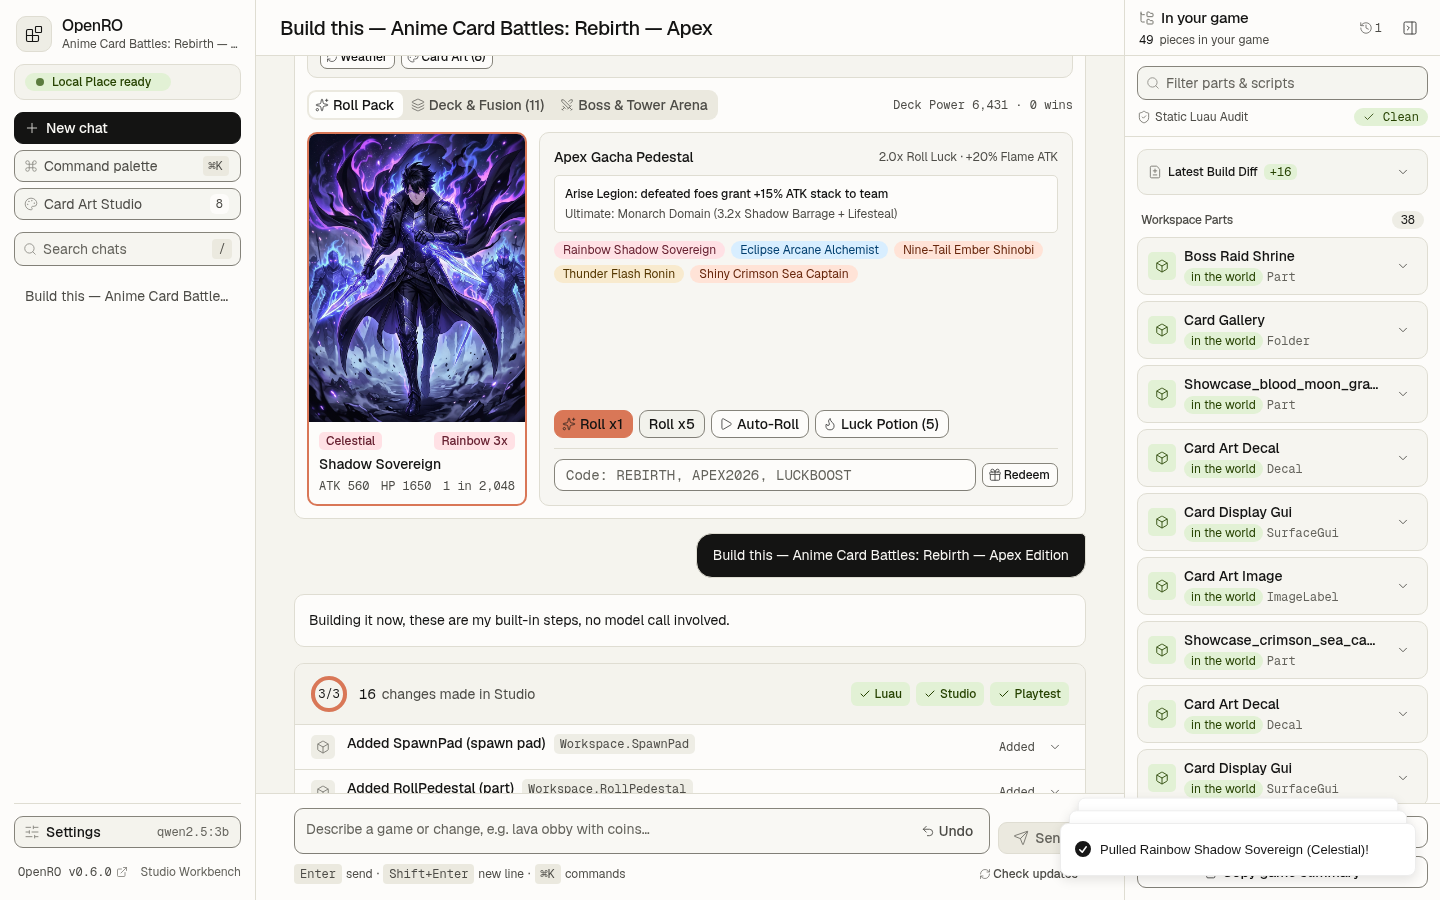 OpenRO
Anime Card Battles: Rebirth — ...
Local Place ready
New chat
Command palette
⌘K
Card Art Studio
8
Search chats
/
Build this — Anime Card Battle...
Settings
qwen2.5:3b
OpenRO v0.6.0
Studio Workbench
Build this — Anime Card Battles: Rebirth — Apex
Weather
Card Art (8)
Roll Pack
Deck & Fusion (11)
Boss & Tower Arena
Deck Power 6,431 · 0 wins
Celestial
Rainbow 3x
Shadow Sovereign
ATK 560 HP 1650 1 in 2,048
Apex Gacha Pedestal
2.0x Roll Luck · +20% Flame ATK
Arise Legion: defeated foes grant +15% ATK stack to team
Ultimate: Monarch Domain (3.2x Shadow Barrage + Lifesteal)
Rainbow Shadow Sovereign
Eclipse Arcane Alchemist
Nine-Tail Ember Shinobi
Thunder Flash Ronin
Shiny Crimson Sea Captain
Roll x1
Roll x5
Auto-Roll
Luck Potion (5)
Code: REBIRTH, APEX2026, LUCKBOOST
Redeem
Build this — Anime Card Battles: Rebirth — Apex Edition
Building it now, these are my built-in steps, no model call involved.
3/3
16 changes made in Studio
Luau
Studio
Playtest
Added SpawnPad (spawn pad)
Workspace.SpawnPad
Added
Added RollPedestal (part)
Workspace.RollPedestal
Added
Describe a game or change, e.g. lava obby with coins...
Undo
Enter send · Shift+Enter new line · ⌘K commands
Check updates
In your game
49 pieces in your game
1
Filter parts & scripts
Static Luau Audit
Clean
Latest Build Diff
+16
Workspace Parts
38
Boss Raid Shrine
in the world Part
Card Gallery
in the world Folder
Showcase_blood_moon_gra...
in the world Part
Card Art Decal
in the world Decal
Card Display Gui
in the world SurfaceGui
Card Art Image
in the world ImageLabel
Showcase_crimson_sea_ca...
in the world Part
Card Art Decal
in the world Decal
Card Display Gui
in the world SurfaceGui
Pulled Rainbow Shadow Sovereign (Celestial)!